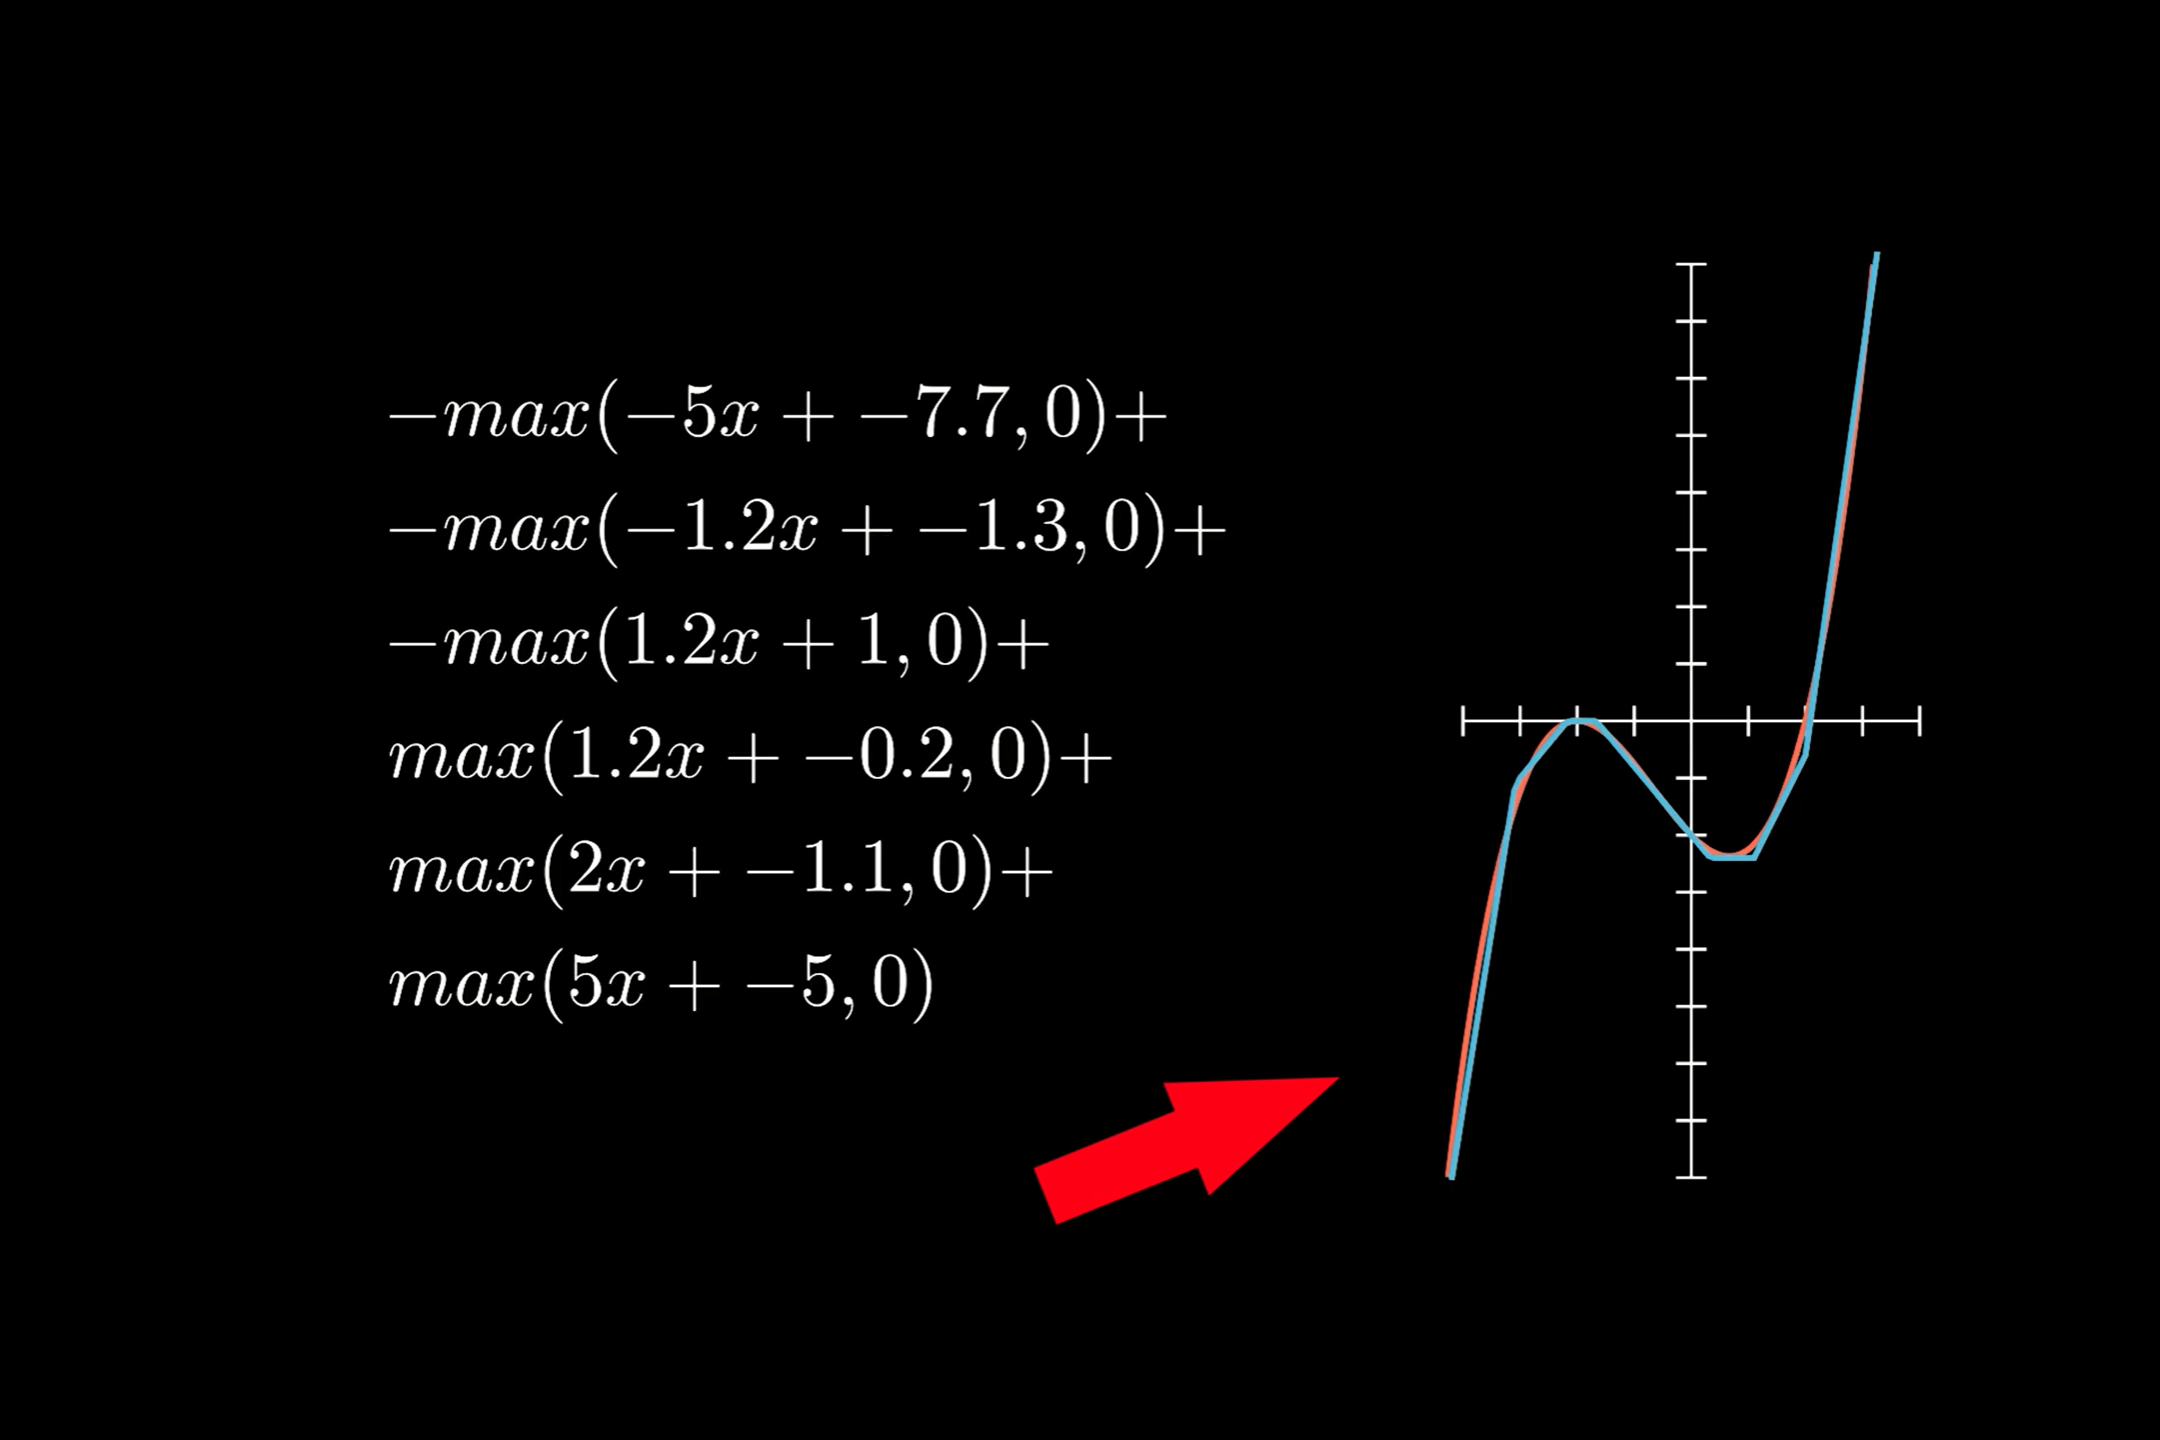 −max(−5x + −7.7, 0)+
−max(−1.2x + −1.3, 0)+
−max(1.2x + 1, 0)+
max(1.2x + −0.2, 0)+
max(2x + −1.1, 0)+
max(5x + −5, 0)